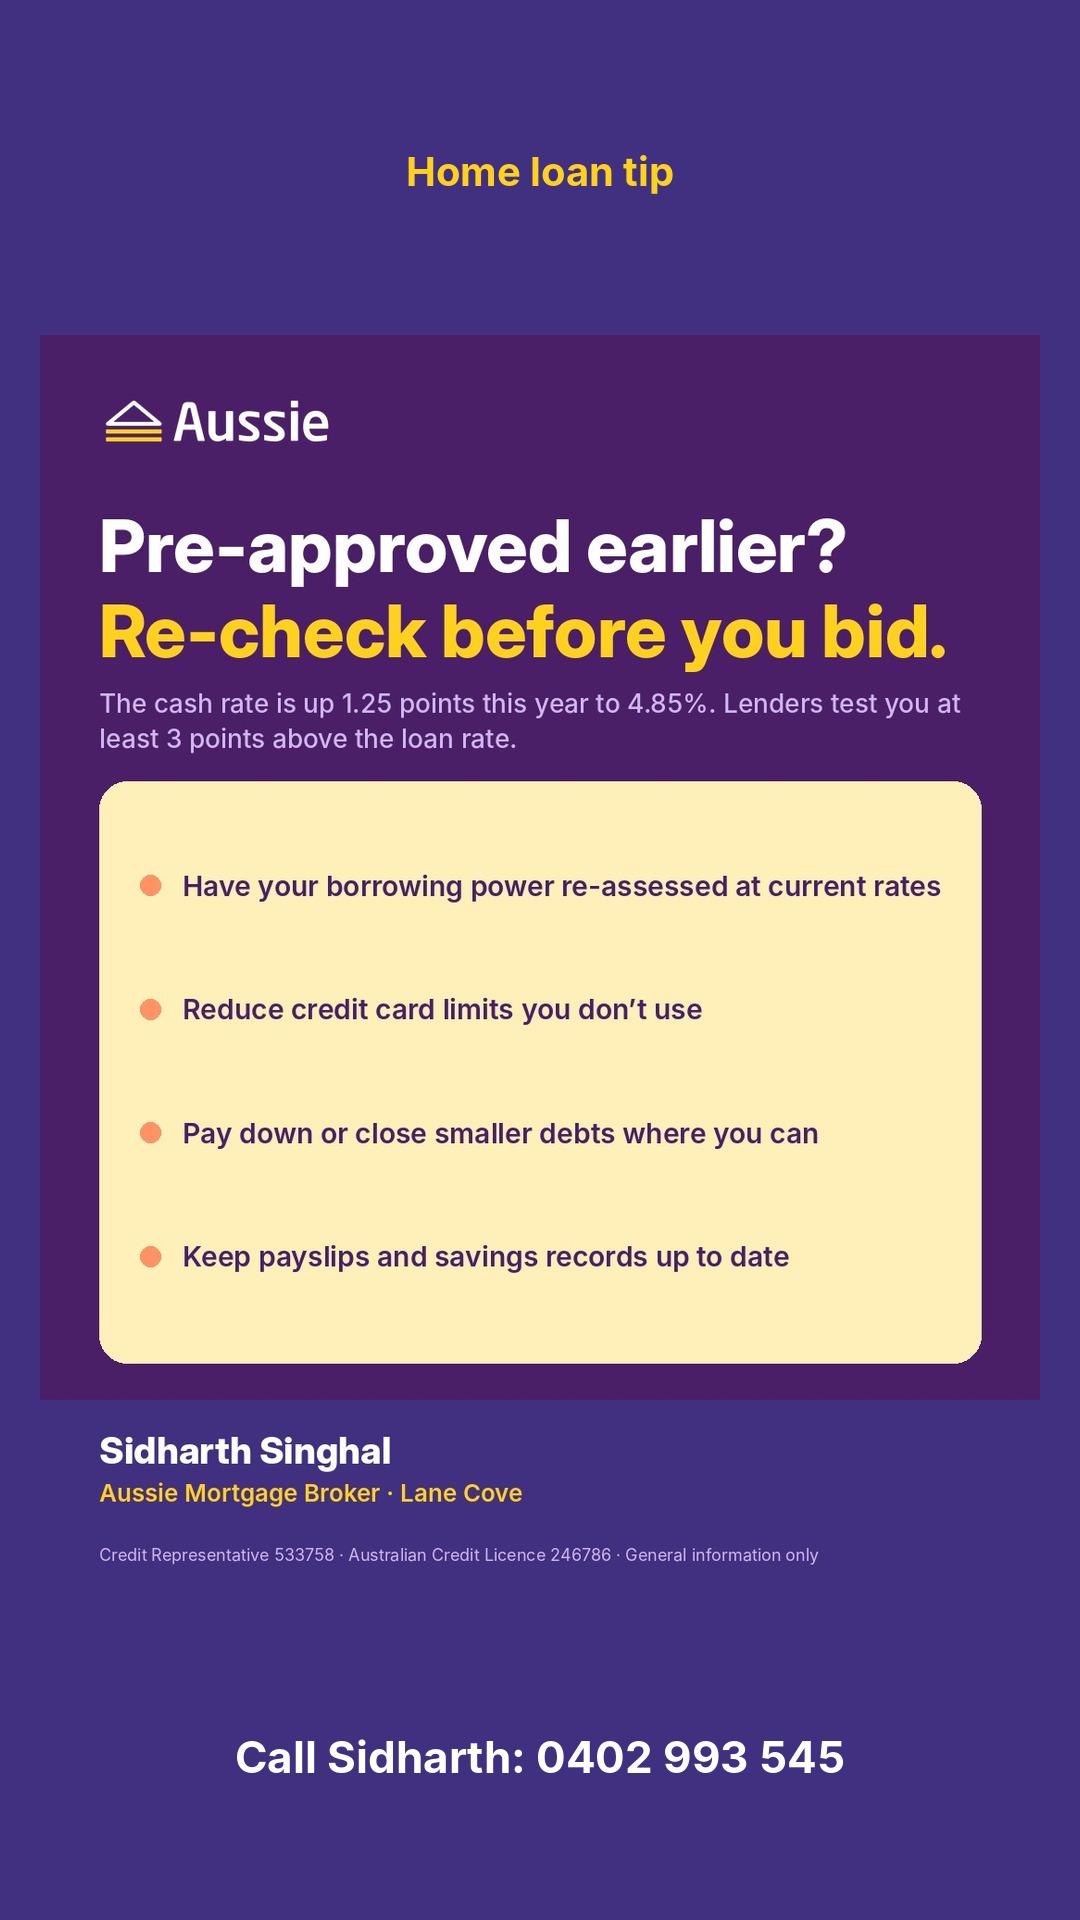 Home loan tip
Aussie
Pre-approved earlier?
Re-check before you bid.
The cash rate is up 1.25 points this year to 4.85%. Lenders test you at
least 3 points above the loan rate.
Have your borrowing power re-assessed at current rates
Reduce credit card limits you don’t use
Pay down or close smaller debts where you can
Keep payslips and savings records up to date
Sidharth Singhal
Aussie Mortgage Broker · Lane Cove
Credit Representative 533758 · Australian Credit Licence 246786 · General information only
Call Sidharth: 0402 993 545